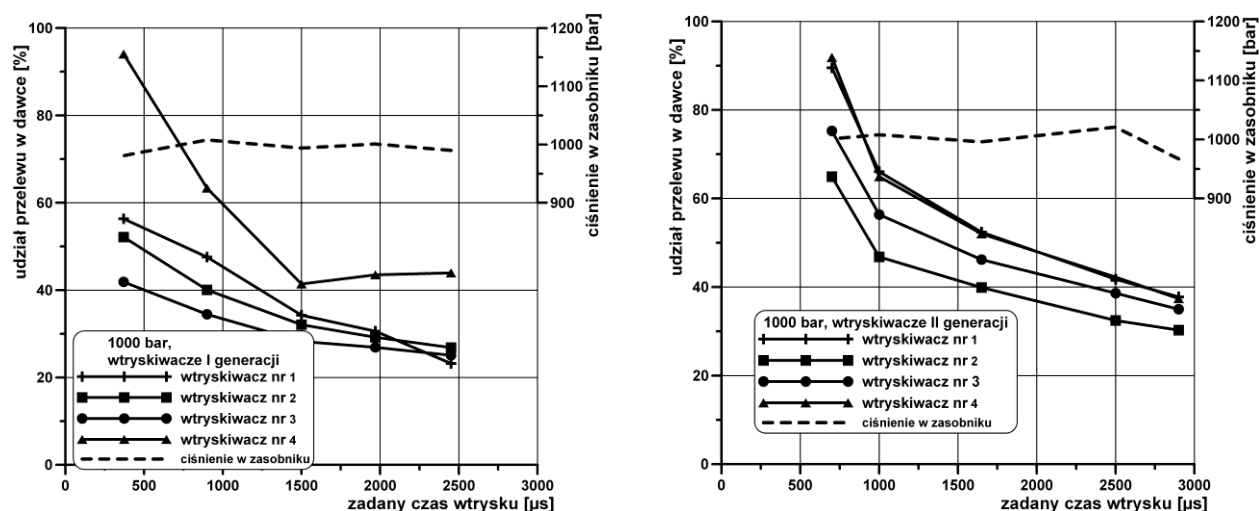 udział przelewu w dawce [%]
100
80
60
40
20
0
1200
1100
1000
900
ciśnienie w zasobniku [bar]
1000 bar,
wtryskiwacze I generacji
wtryskiwacz nr 1
wtryskiwacz nr 2
wtryskiwacz nr 3
wtryskiwacz nr 4
ciśnienie w zasobniku
0 500 1000 1500 2000 2500 3000
zadany czas wtrysku [µs]
udział przelewu w dawce [%]
100
80
60
40
20
0
1200
1100
1000
900
ciśnienie w zasobniku [bar]
1000 bar, wtryskiwacze II generacji
wtryskiwacz nr 1
wtryskiwacz nr 2
wtryskiwacz nr 3
wtryskiwacz nr 4
ciśnienie w zasobniku
0 500 1000 1500 2000 2500 3000
zadany czas wtrysku [µs]